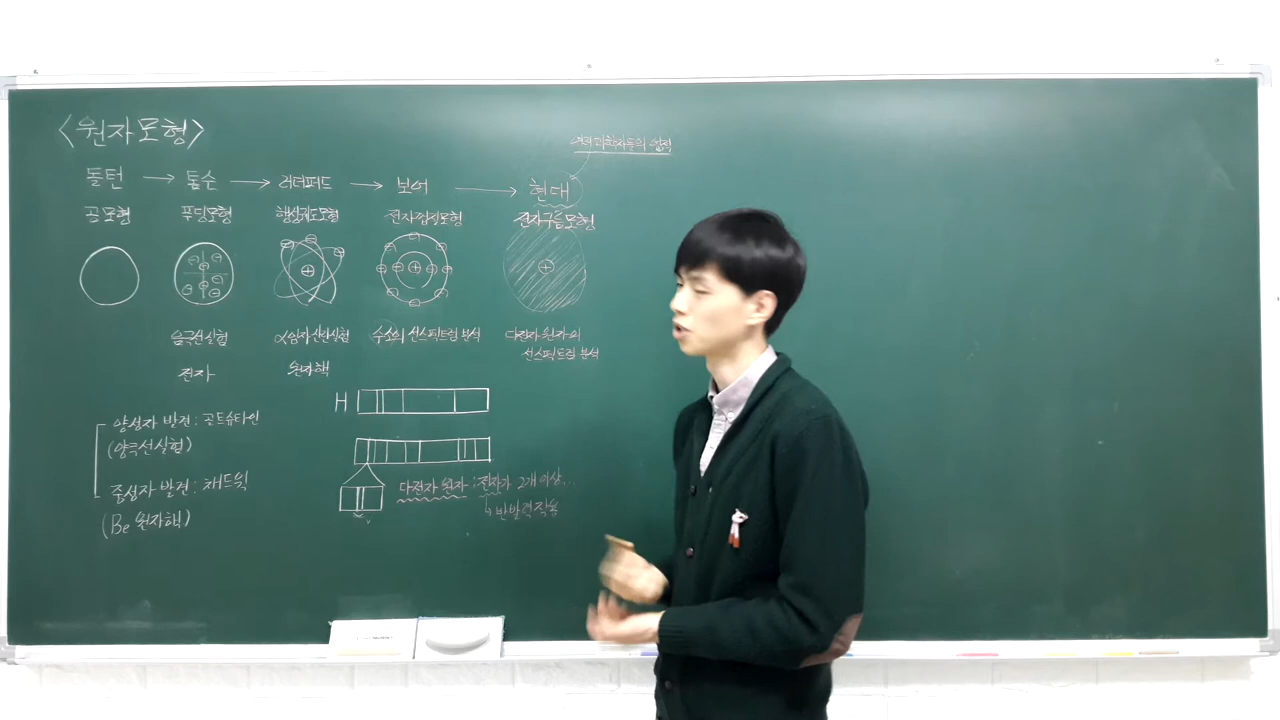 <원자모형>
여러 과학자들의 업적
돌턴 → 톰슨 → 러더퍼드 → 보어 → 현대
공모형 푸딩모형 행성궤도모형 전자껍질모형 전자구름모형
음극선실험 α입자산란실험 수소의 선스펙트럼 분석 다전자 원자의
선스펙트럼 분석
전자 원자핵
H
양성자 발견 : 골트슈타인
(양극선실험)
중성자 발견 : 채드윅
(Be 원자핵)
다전자 원자 : 전자가 2개 이상...
↳ 반발력작용